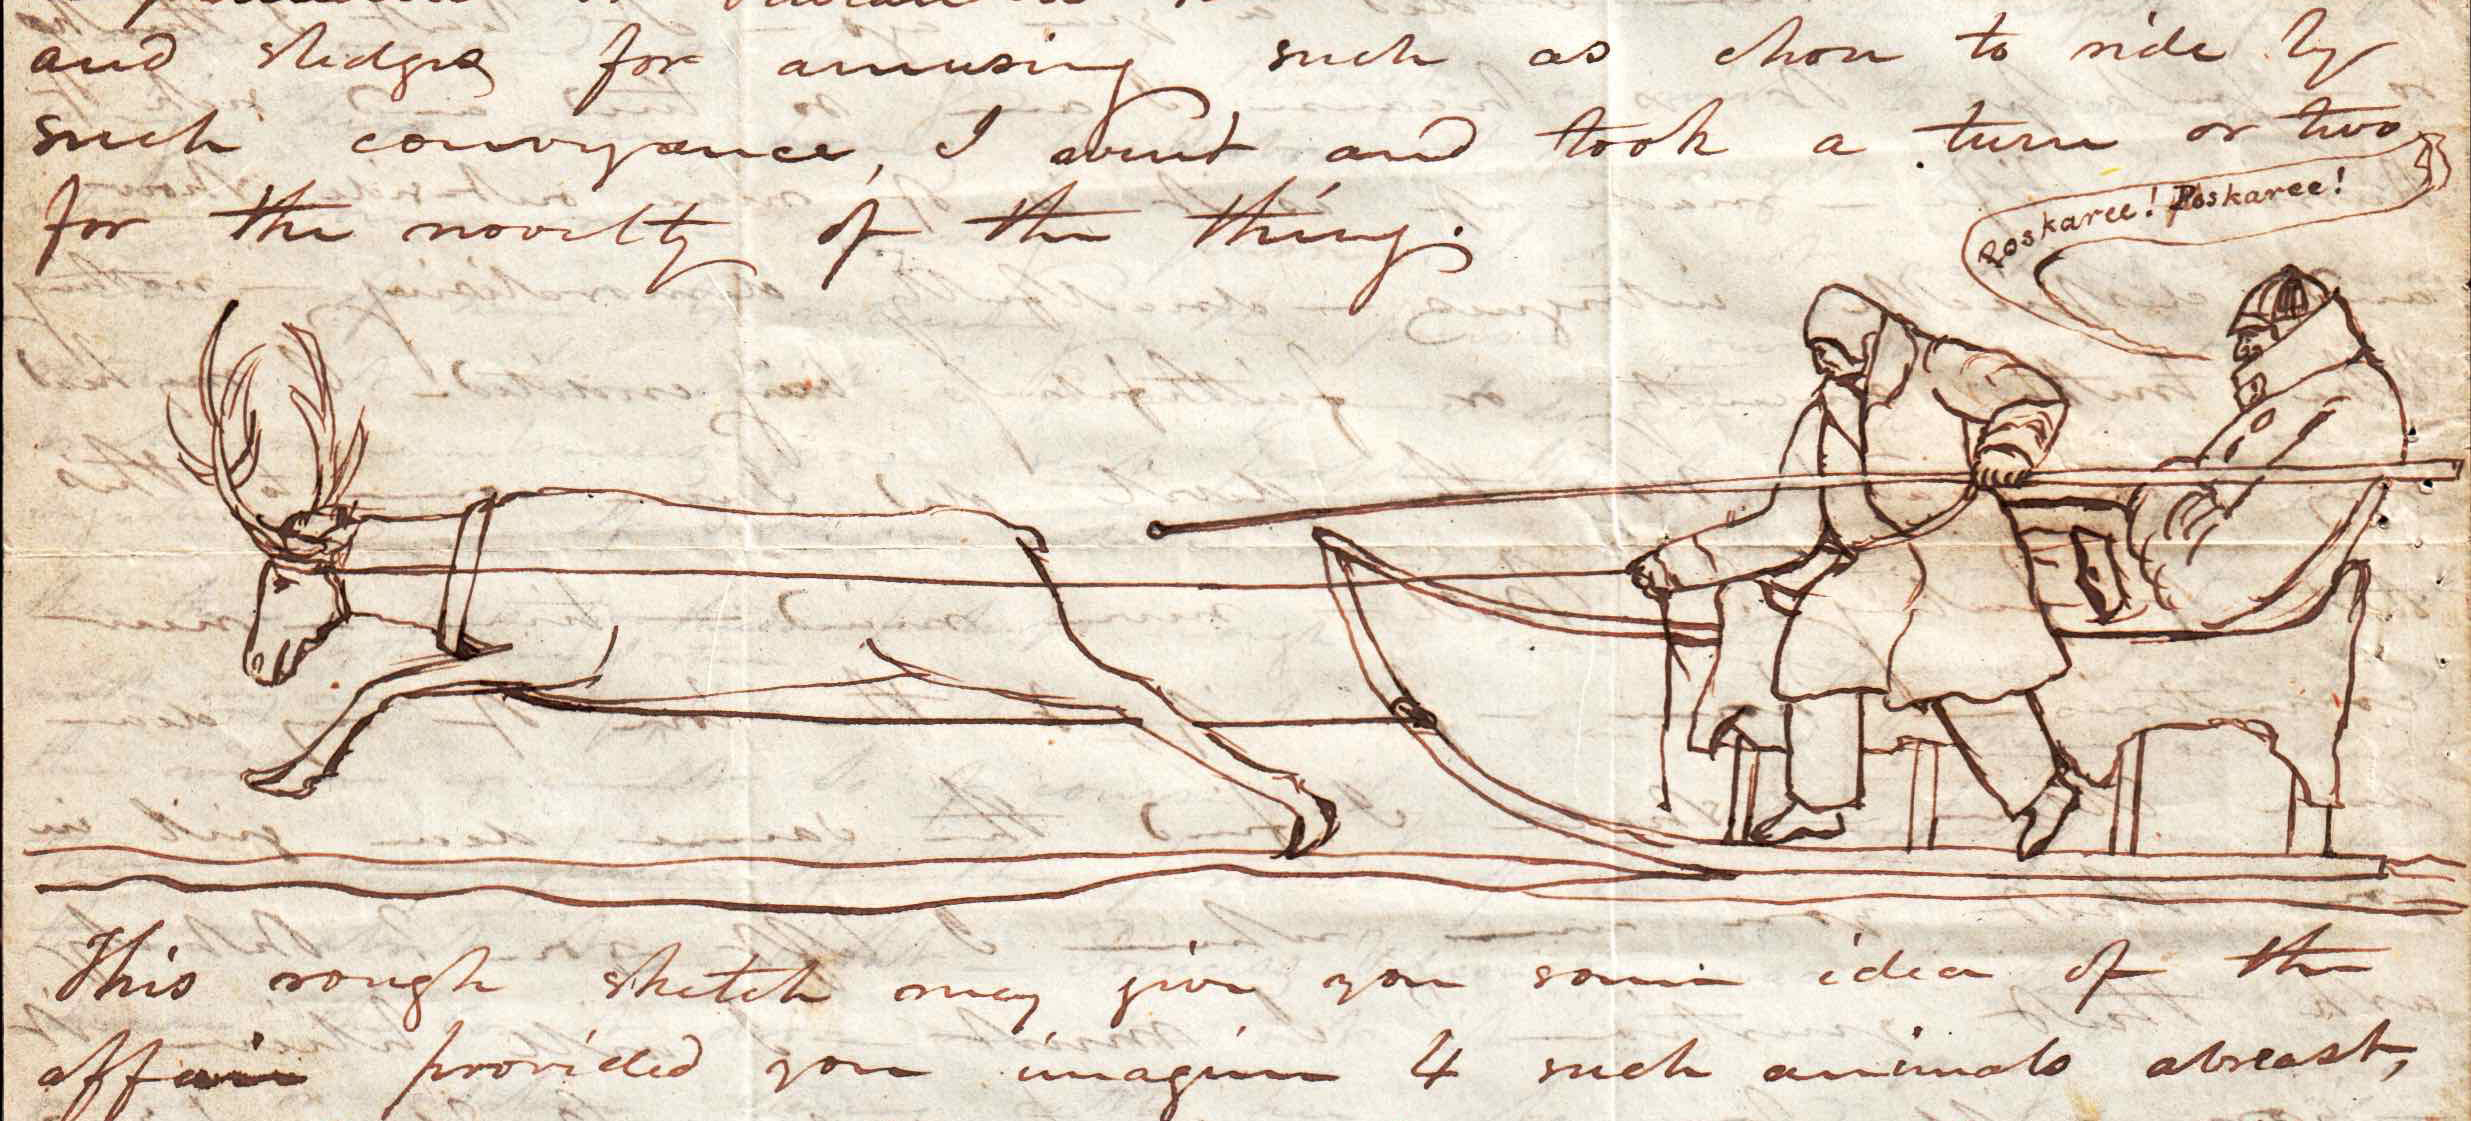 and sledges for amusing such as chose to ride by
such conveyance, I went and took a turn or two
for the novelty of the thing.
Poskaree! Poskaree!
This rough sketch may give you some idea of the
affair provided you imagine 4 such animals abreast,